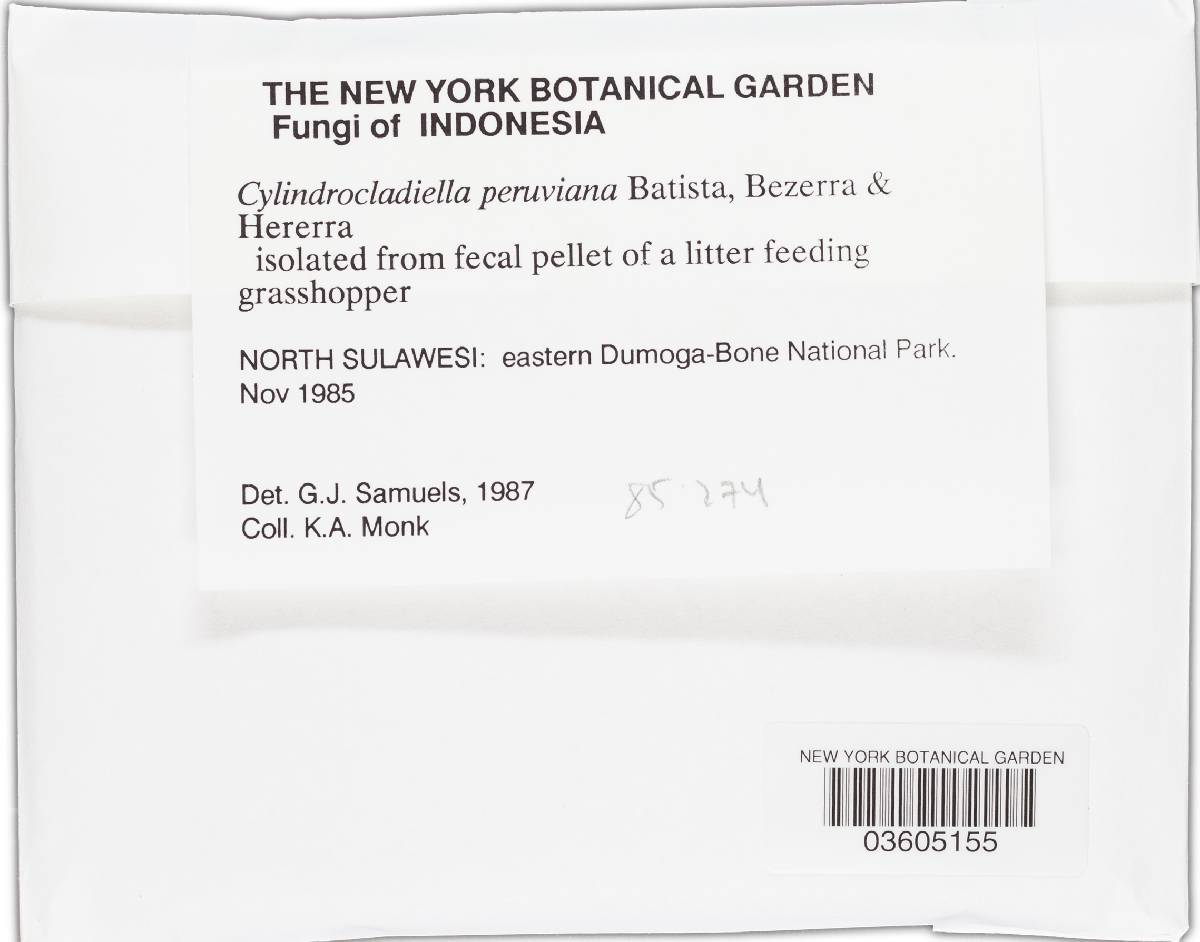 THE NEW YORK BOTANICAL GARDEN
Fungi of INDONESIA
Cylindrocladiella peruviana Batista, Bezerra &
Hererra
isolated from fecal pellet of a litter feeding
grasshopper
NORTH SULAWESI: eastern Dumoga-Bone National Park.
Nov 1985
Det. G.J. Samuels, 1987
85-274
Coll. K.A. Monk
NEW YORK BOTANICAL GARDEN
03605155